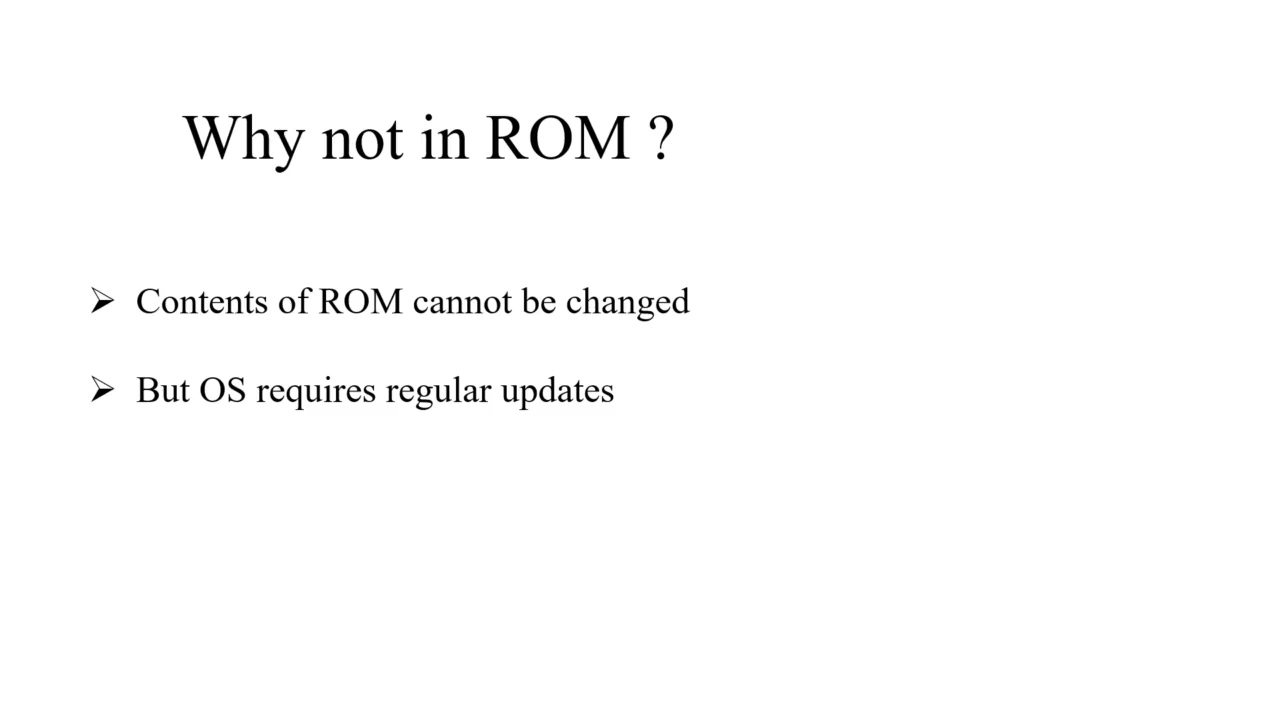 Why not in ROM ?
➢ Contents of ROM cannot be changed
➢ But OS requires regular updates